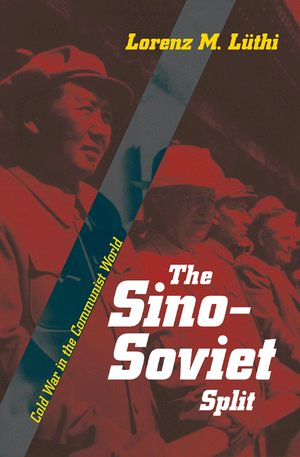 Lorenz M. Lüthi
Cold War in the Communist World
The
Sino-
Soviet
Split